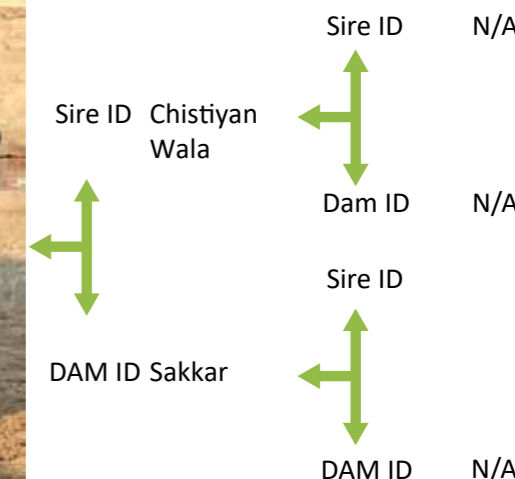 Sire ID N/A
Sire ID Chistiyan
Wala
Dam ID N/A
Sire ID
DAM ID Sakkar
DAM ID N/A